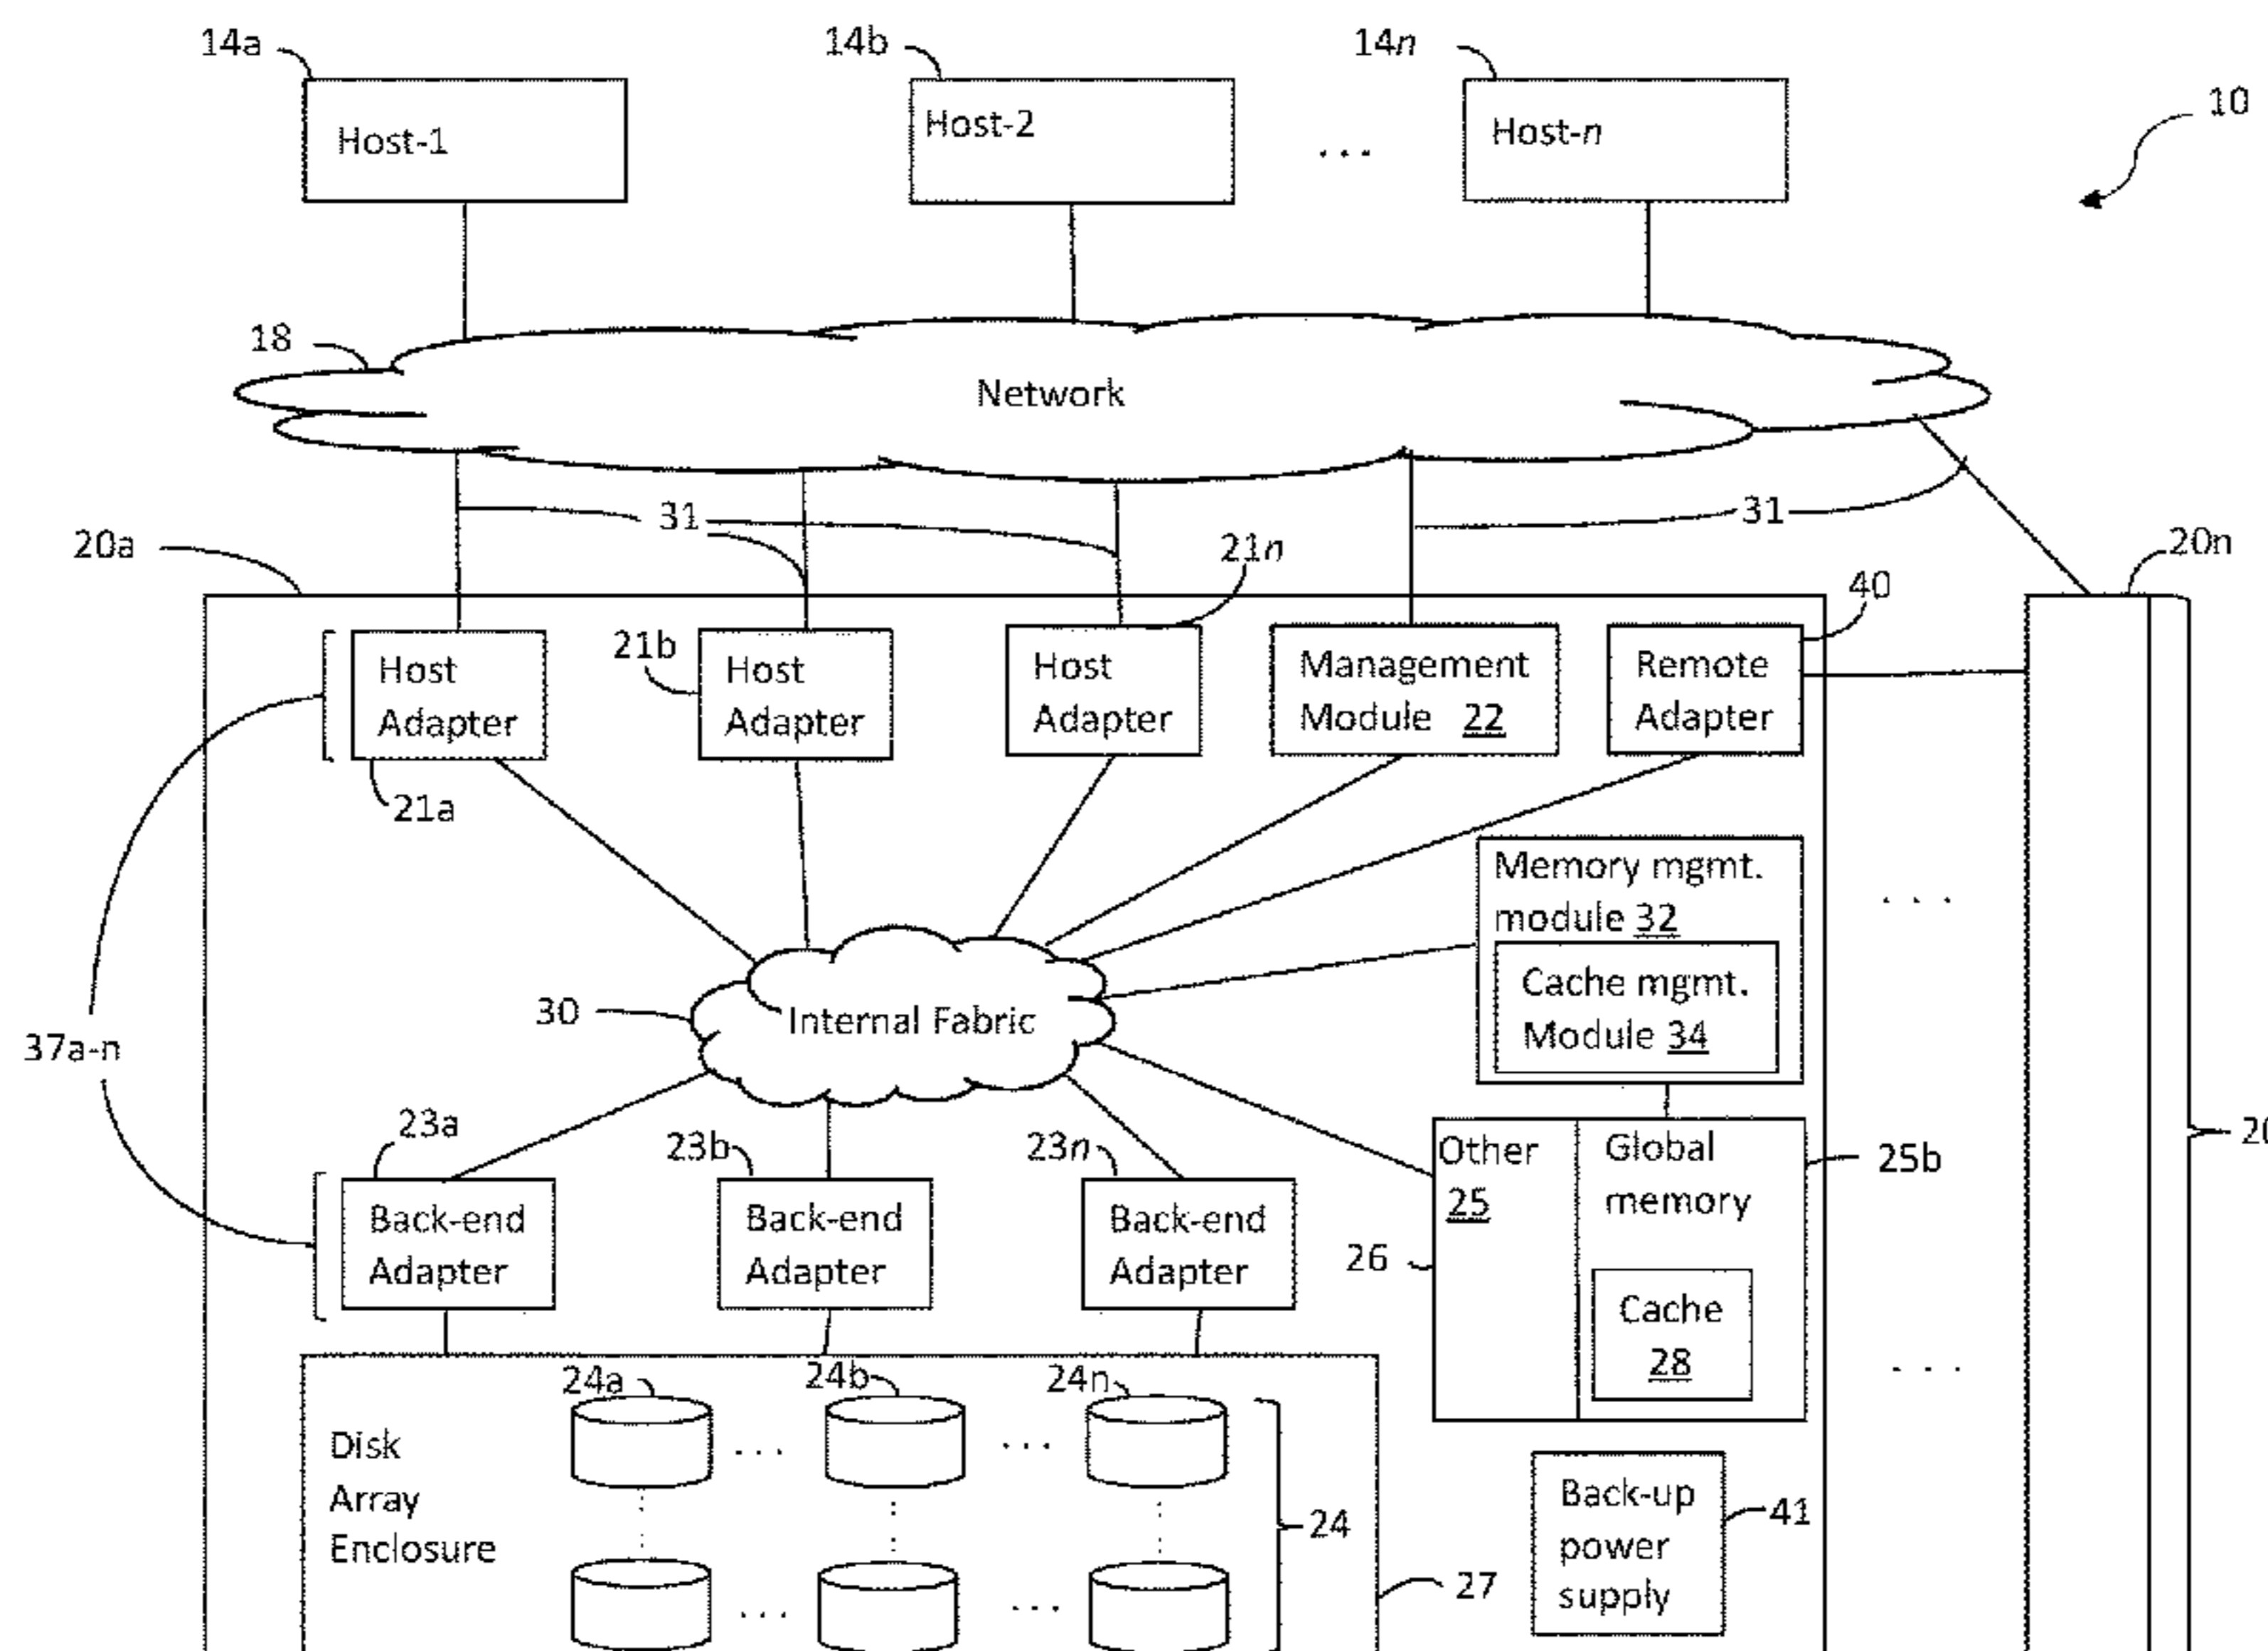 14a
14b
14n
10
Host-1
Host-2
...
Host-n
18
Network
31
31
20a
21n
20n
40
21b
Host
Adapter
Host
Adapter
Host
Adapter
Management
Module 22
Remote
Adapter
21a
Memory mgmt.
module 32
...
Cache mgmt.
Module 34
30
Internal Fabric
37a-n
23a
23b
23n
Other
25
Global
memory
25b
Back-end
Adapter
Back-end
Adapter
Back-end
Adapter
26
Cache
28
24a
24b
24n
...
Disk
Array
Enclosure
...
...
24
Back-up
power
supply
41
27
...
...